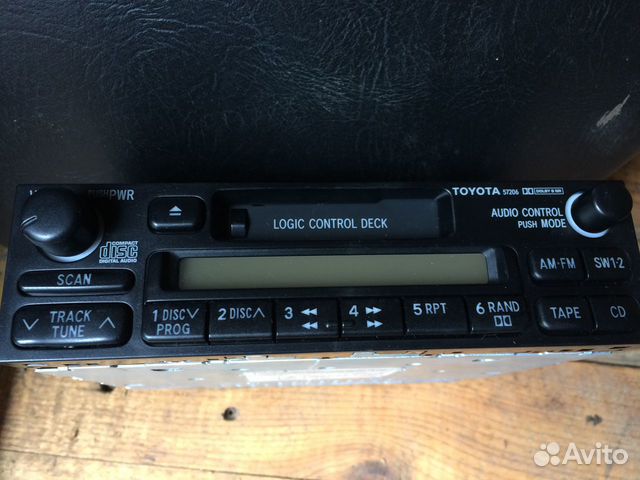 PUSH PWR
TOYOTA 57206 DOLBY B NR
LOGIC CONTROL DECK
AUDIO CONTROL
PUSH MODE
COMPACT
disc
DIGITAL AUDIO
SCAN
AM·FM
SW1·2
TRACK
TUNE
1 DISC
PROG
2 DISC
3
4
5 RPT
6 RAND
TAPE
CD
Avito